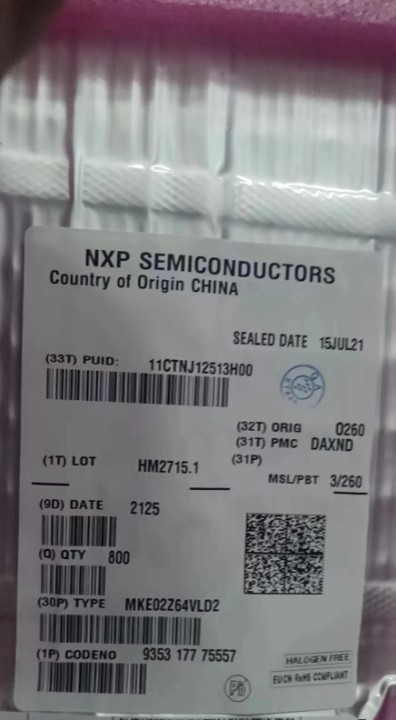 NXP SEMICONDUCTORS
Country of Origin CHINA
SEALED DATE 15JUL21
(33T) PUID: 11CTNJ12513H00
(32T) ORIG 0260
(31T) PMC DAXND
(31P)
(1T) LOT HM2715.1
MSL/PBT 3/260
(9D) DATE 2125
(Q) QTY 800
(30P) TYPE MKE02Z64VLD2
(1P) CODENO 9353 177 75557
HALOGEN FREE
EU/CN RoHS COMPLIANT
Pb